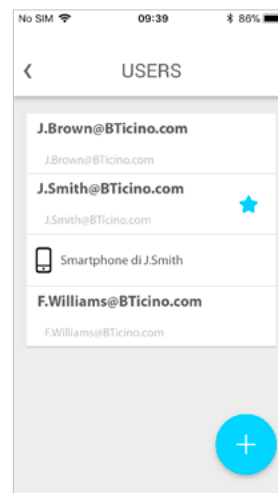 No SIM 09:39 86%
USERS
J.Brown@BTicino.com
J.Brown@BTicino.com
J.Smith@BTicino.com
J.Smith@BTicino.com
Smartphone di J.Smith
F.Williams@BTicino.com
F.Williams@BTicino.com